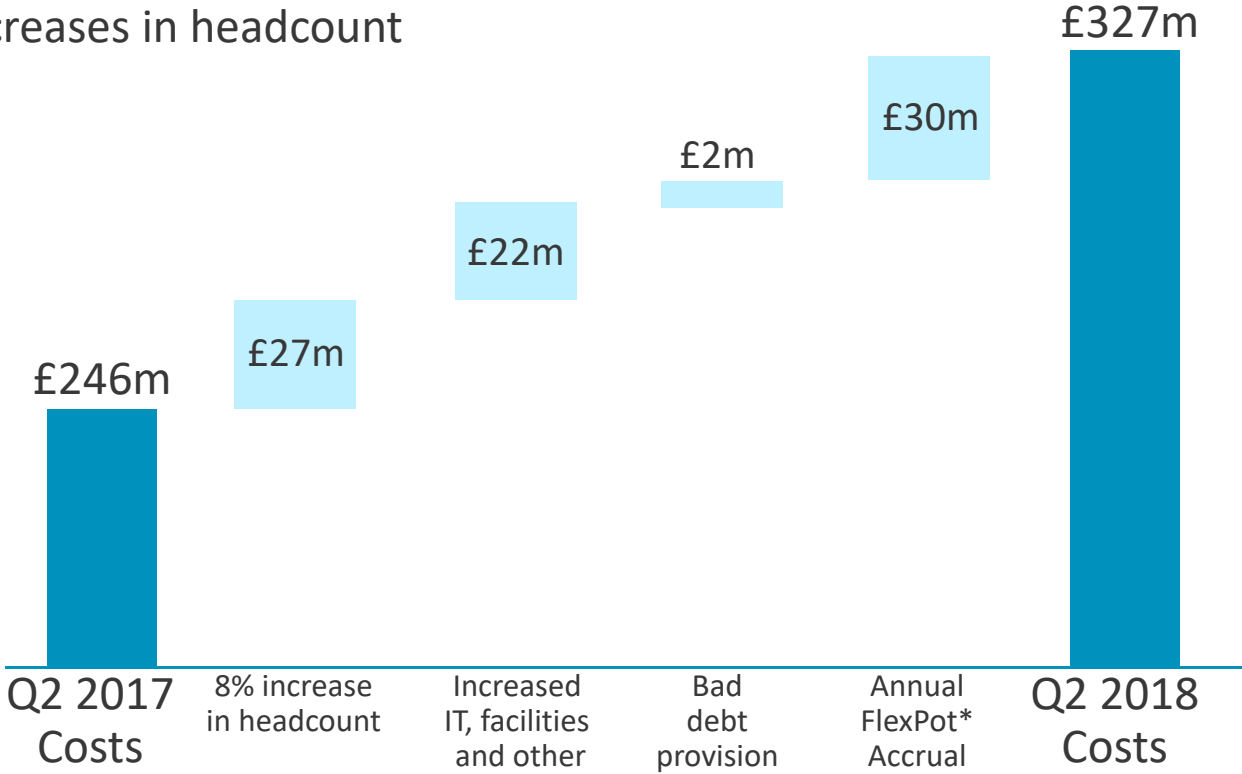 creases in headcount
£327m
£30m
£2m
£22m
£27m
£246m
Q2 2017
Costs
8% increase
in headcount
Increased
IT, facilities
and other
Bad
debt
provision
Annual
FlexPot*
Accrual
Q2 2018
Costs